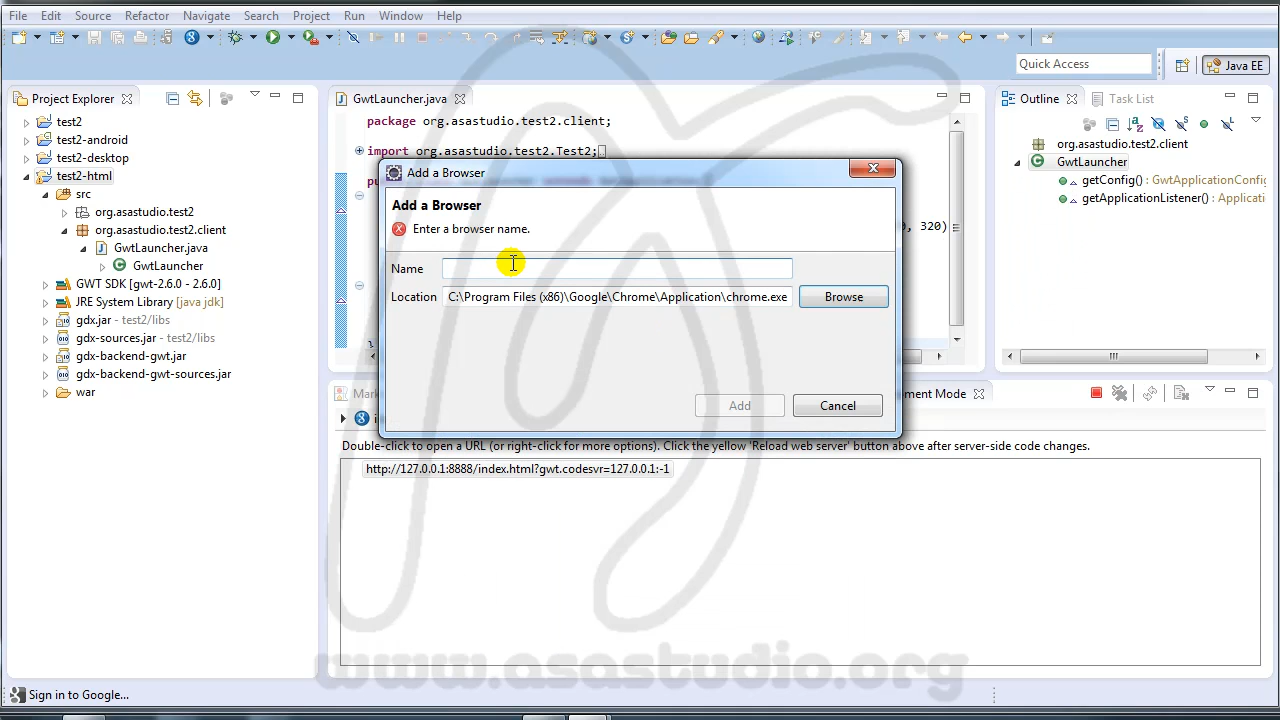 File Edit Source Refactor Navigate Search Project Run Window Help
Quick Access
Java EE
Project Explorer
test2
test2-android
test2-desktop
test2-html
src
org.asastudio.test2
org.asastudio.test2.client
GwtLauncher.java
GwtLauncher
GWT SDK [gwt-2.6.0 - 2.6.0]
JRE System Library [java jdk]
gdx.jar - test2/libs
gdx-sources.jar - test2/libs
gdx-backend-gwt.jar
gdx-backend-gwt-sources.jar
war
GwtLauncher.java
package org.asastudio.test2.client;
import org.asastudio.test2.Test2;
, 320)
Add a Browser
Add a Browser
Enter a browser name.
Name
Location C:\Program Files (x86)\Google\Chrome\Application\chrome.exe Browse
Add Cancel
Outline Task List
org.asastudio.test2.client
GwtLauncher
getConfig() : GwtApplicationConfig
getApplicationListener() : Applicati
Mark
ment Mode
Double-click to open a URL (or right-click for more options). Click the yellow 'Reload web server' button above after server-side code changes.
http://127.0.0.1:8888/index.html?gwt.codesvr=127.0.0.1:-1
www.asastudio.org
Sign in to Google...